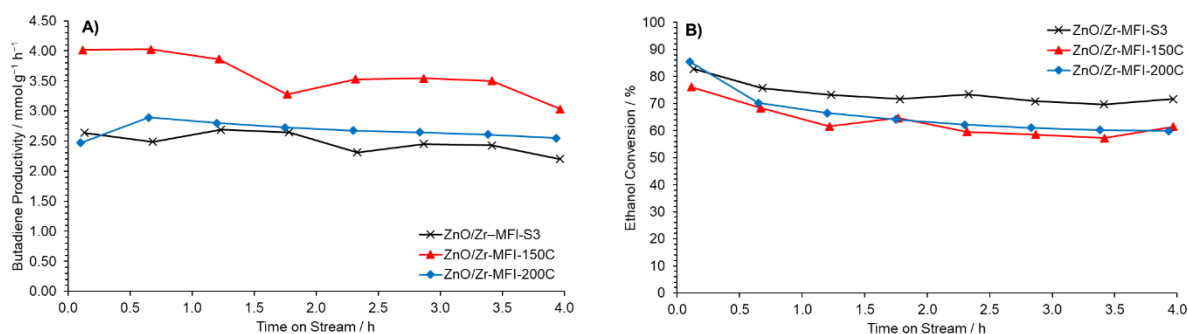 A)
Butadiene Productivity / mmol g⁻¹ h⁻¹
4.50
4.00
3.50
3.00
2.50
2.00
1.50
1.00
0.50
0.00
0.0 0.5 1.0 1.5 2.0 2.5 3.0 3.5 4.0
Time on Stream / h
ZnO/Zr–MFI-S3
ZnO/Zr-MFI-150C
ZnO/Zr-MFI-200C
B)
Ethanol Conversion / %
100
90
80
70
60
50
40
30
20
10
0
0.0 0.5 1.0 1.5 2.0 2.5 3.0 3.5 4.0
Time on Stream / h
ZnO/Zr-MFI-S3
ZnO/Zr-MFI-150C
ZnO/Zr-MFI-200C